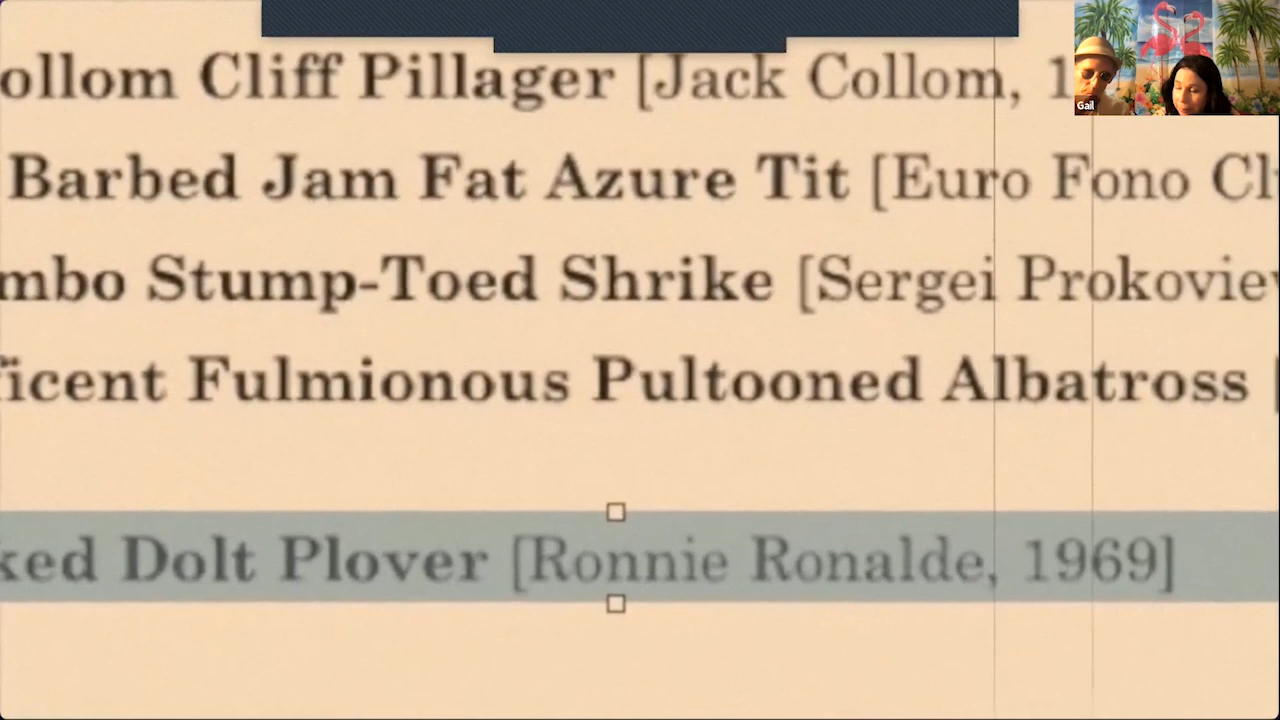 ollom Cliff Pillager [Jack Collom, 1
Gail
Barbed Jam Fat Azure Tit [Euro Fono Cl
mbo Stump-Toed Shrike [Sergei Prokoviev
ficent Fulmionous Pultooned Albatross [
ked Dolt Plover [Ronnie Ronalde, 1969]